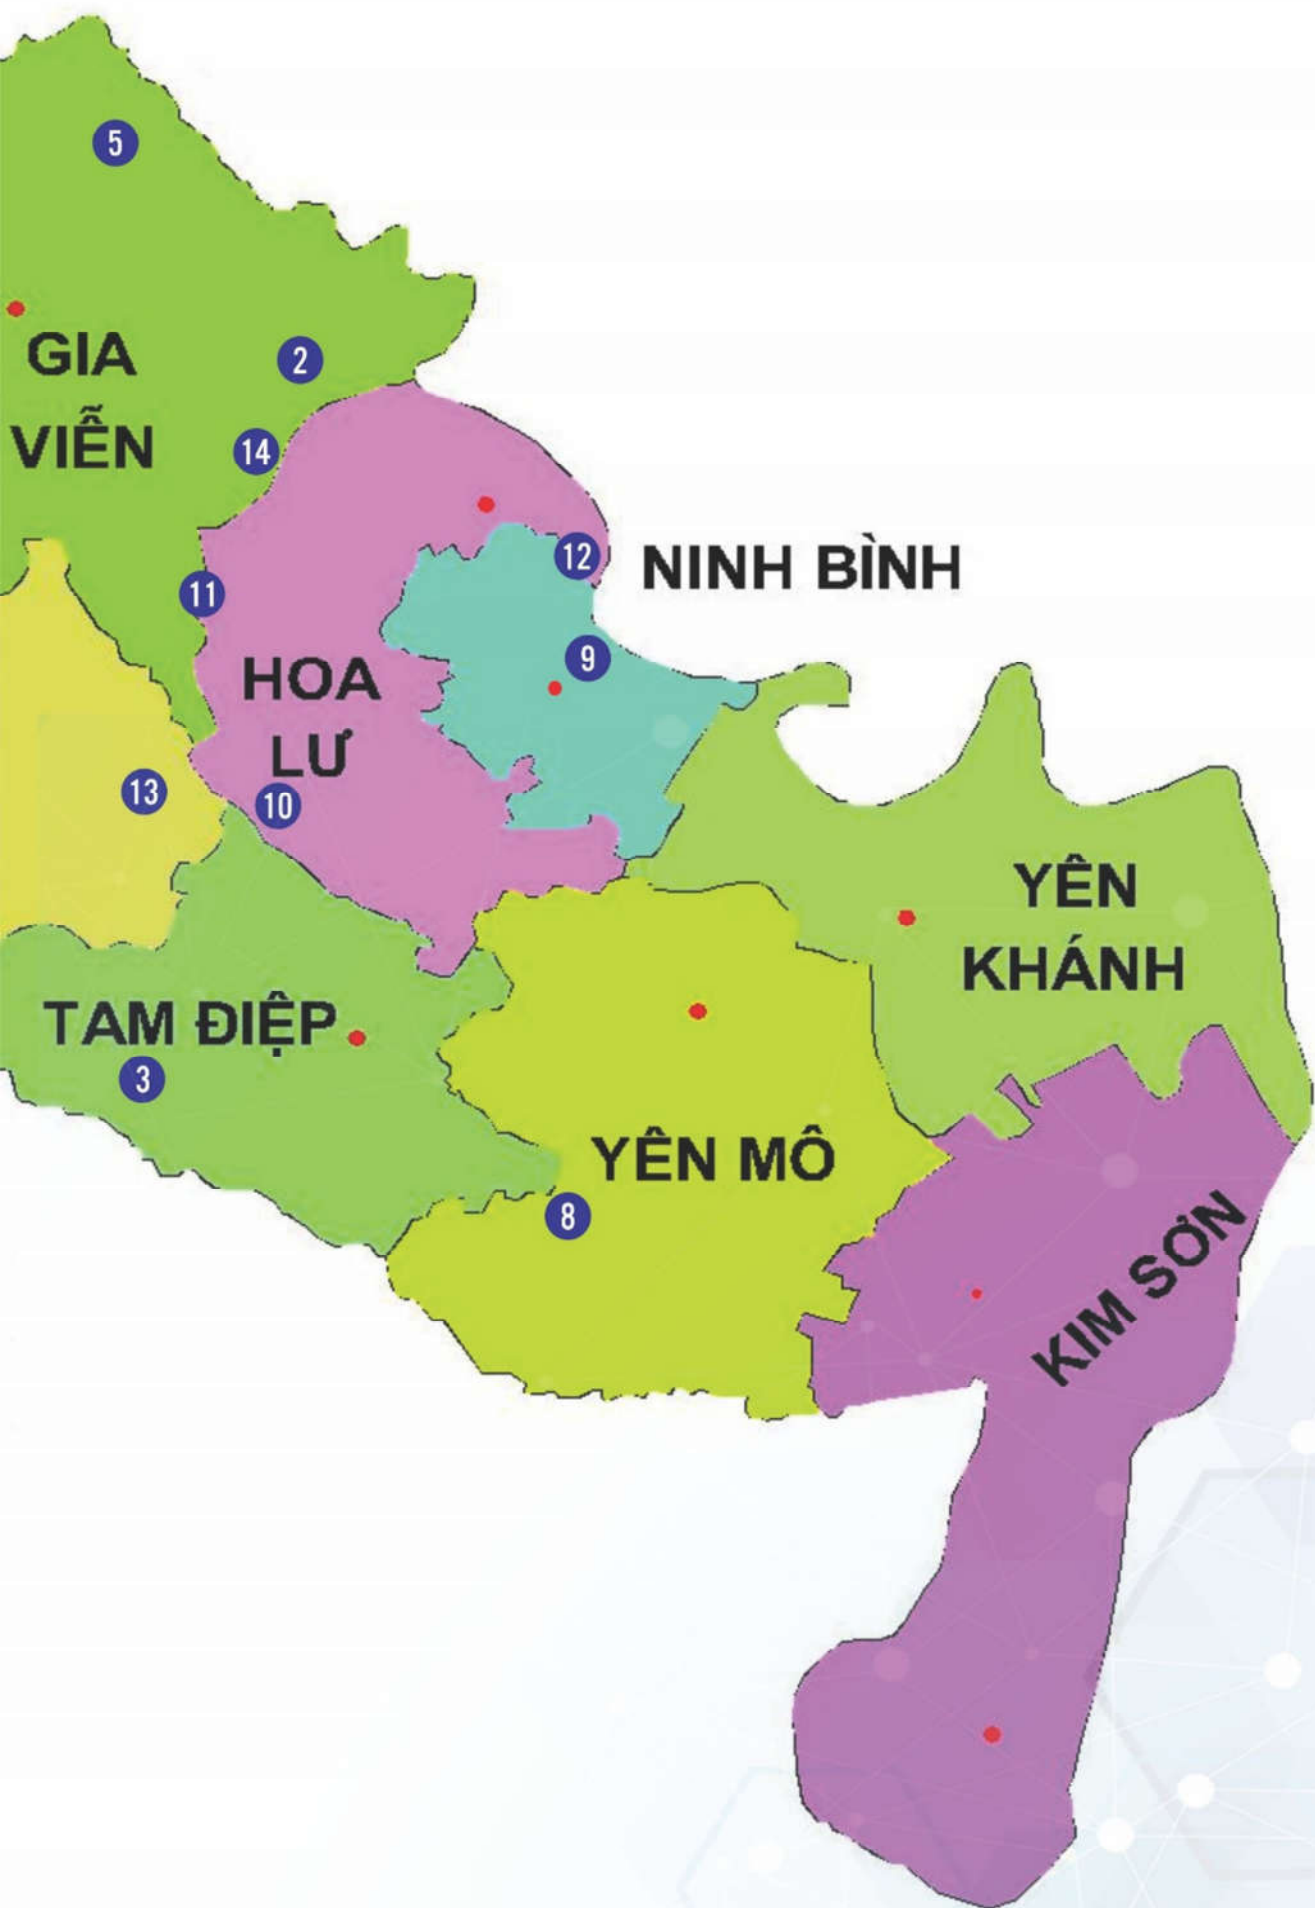 5
GIA
VIỄN
2
14
12
NINH BÌNH
11
9
HOA
LƯ
13
10
YÊN
KHÁNH
TAM ĐIỆP
3
YÊN MÔ
8
KIM SƠN